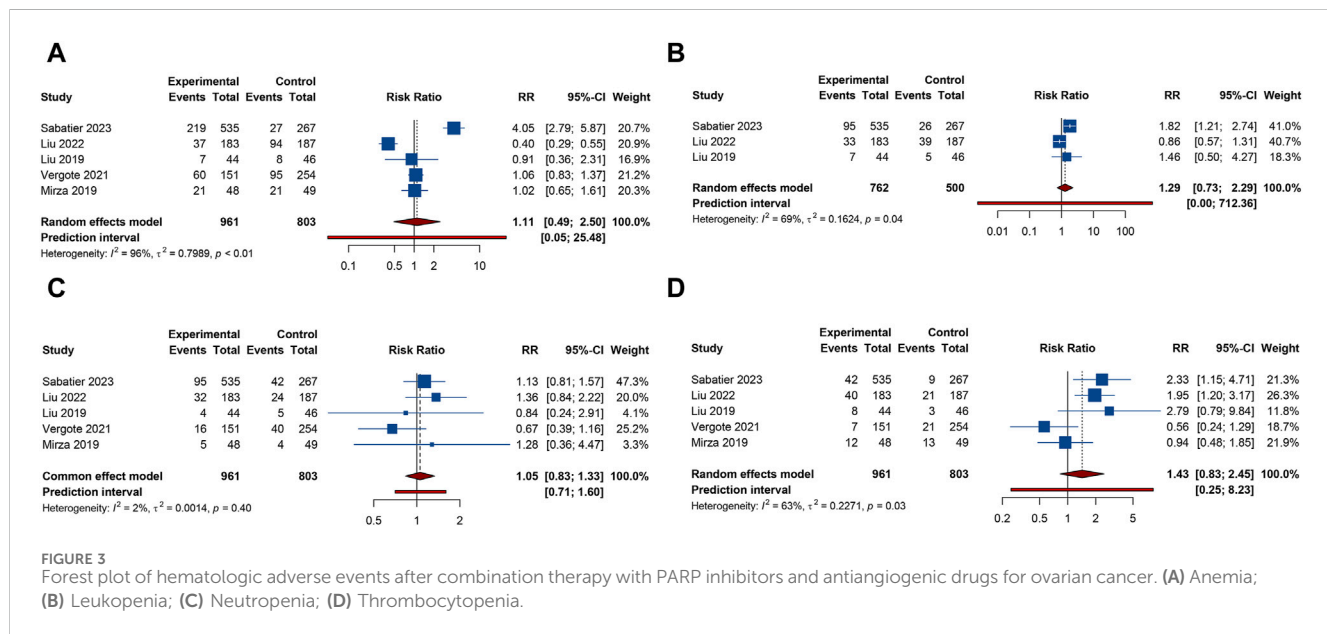 A
Experimental Control
Study Events Total Events Total Risk Ratio RR 95%-CI Weight
Sabatier 2023 219 535 27 267 4.05 [2.79; 5.87] 20.7%
Liu 2022 37 183 94 187 0.40 [0.29; 0.55] 20.9%
Liu 2019 7 44 8 46 0.91 [0.36; 2.31] 16.9%
Vergote 2021 60 151 95 254 1.06 [0.83; 1.37] 21.2%
Mirza 2019 21 48 21 49 1.02 [0.65; 1.61] 20.3%
Random effects model 961 803 1.11 [0.49; 2.50] 100.0%
Prediction interval [0.05; 25.48]
Heterogeneity: I² = 96%, τ² = 0.7989, p < 0.01
0.1 0.5 1 2 10
B
Experimental Control
Study Events Total Events Total Risk Ratio RR 95%-CI Weight
Sabatier 2023 95 535 26 267 1.82 [1.21; 2.74] 41.0%
Liu 2022 33 183 39 187 0.86 [0.57; 1.31] 40.7%
Liu 2019 7 44 5 46 1.46 [0.50; 4.27] 18.3%
Random effects model 762 500 1.29 [0.73; 2.29] 100.0%
Prediction interval [0.00; 712.36]
Heterogeneity: I² = 69%, τ² = 0.1624, p = 0.04
0.01 0.1 1 10 100
C
Experimental Control
Study Events Total Events Total Risk Ratio RR 95%-CI Weight
Sabatier 2023 95 535 42 267 1.13 [0.81; 1.57] 47.3%
Liu 2022 32 183 24 187 1.36 [0.84; 2.22] 20.0%
Liu 2019 4 44 5 46 0.84 [0.24; 2.91] 4.1%
Vergote 2021 16 151 40 254 0.67 [0.39; 1.16] 25.2%
Mirza 2019 5 48 4 49 1.28 [0.36; 4.47] 3.3%
Common effect model 961 803 1.05 [0.83; 1.33] 100.0%
Prediction interval [0.71; 1.60]
Heterogeneity: I² = 2%, τ² = 0.0014, p = 0.40
0.5 1 2
D
Experimental Control
Study Events Total Events Total Risk Ratio RR 95%-CI Weight
Sabatier 2023 42 535 9 267 2.33 [1.15; 4.71] 21.3%
Liu 2022 40 183 21 187 1.95 [1.20; 3.17] 26.3%
Liu 2019 8 44 3 46 2.79 [0.79; 9.84] 11.8%
Vergote 2021 7 151 21 254 0.56 [0.24; 1.29] 18.7%
Mirza 2019 12 48 13 49 0.94 [0.48; 1.85] 21.9%
Random effects model 961 803 1.43 [0.83; 2.45] 100.0%
Prediction interval [0.25; 8.23]
Heterogeneity: I² = 63%, τ² = 0.2271, p = 0.03
0.2 0.5 1 2 5
FIGURE 3
Forest plot of hematologic adverse events after combination therapy with PARP inhibitors and antiangiogenic drugs for ovarian cancer. (A) Anemia;
(B) Leukopenia; (C) Neutropenia; (D) Thrombocytopenia.